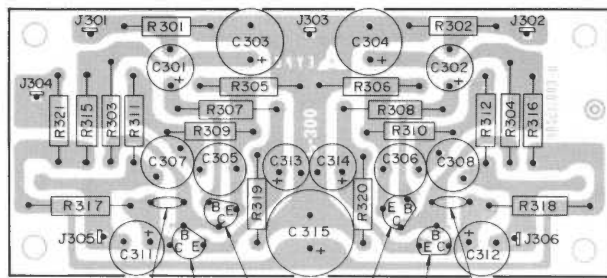 J301 R301 J303 R302 J302
C303 C304
C301 C302
J304 R305 R306
R321 R315 R303 R311 R307 R308 R312 R304 R316
R309 R310
C307 C305 C313 C314 C306 C308
R317 R319 R320 R318
B C E B C E
C315
J305 C311 B C E B E C C312 J306